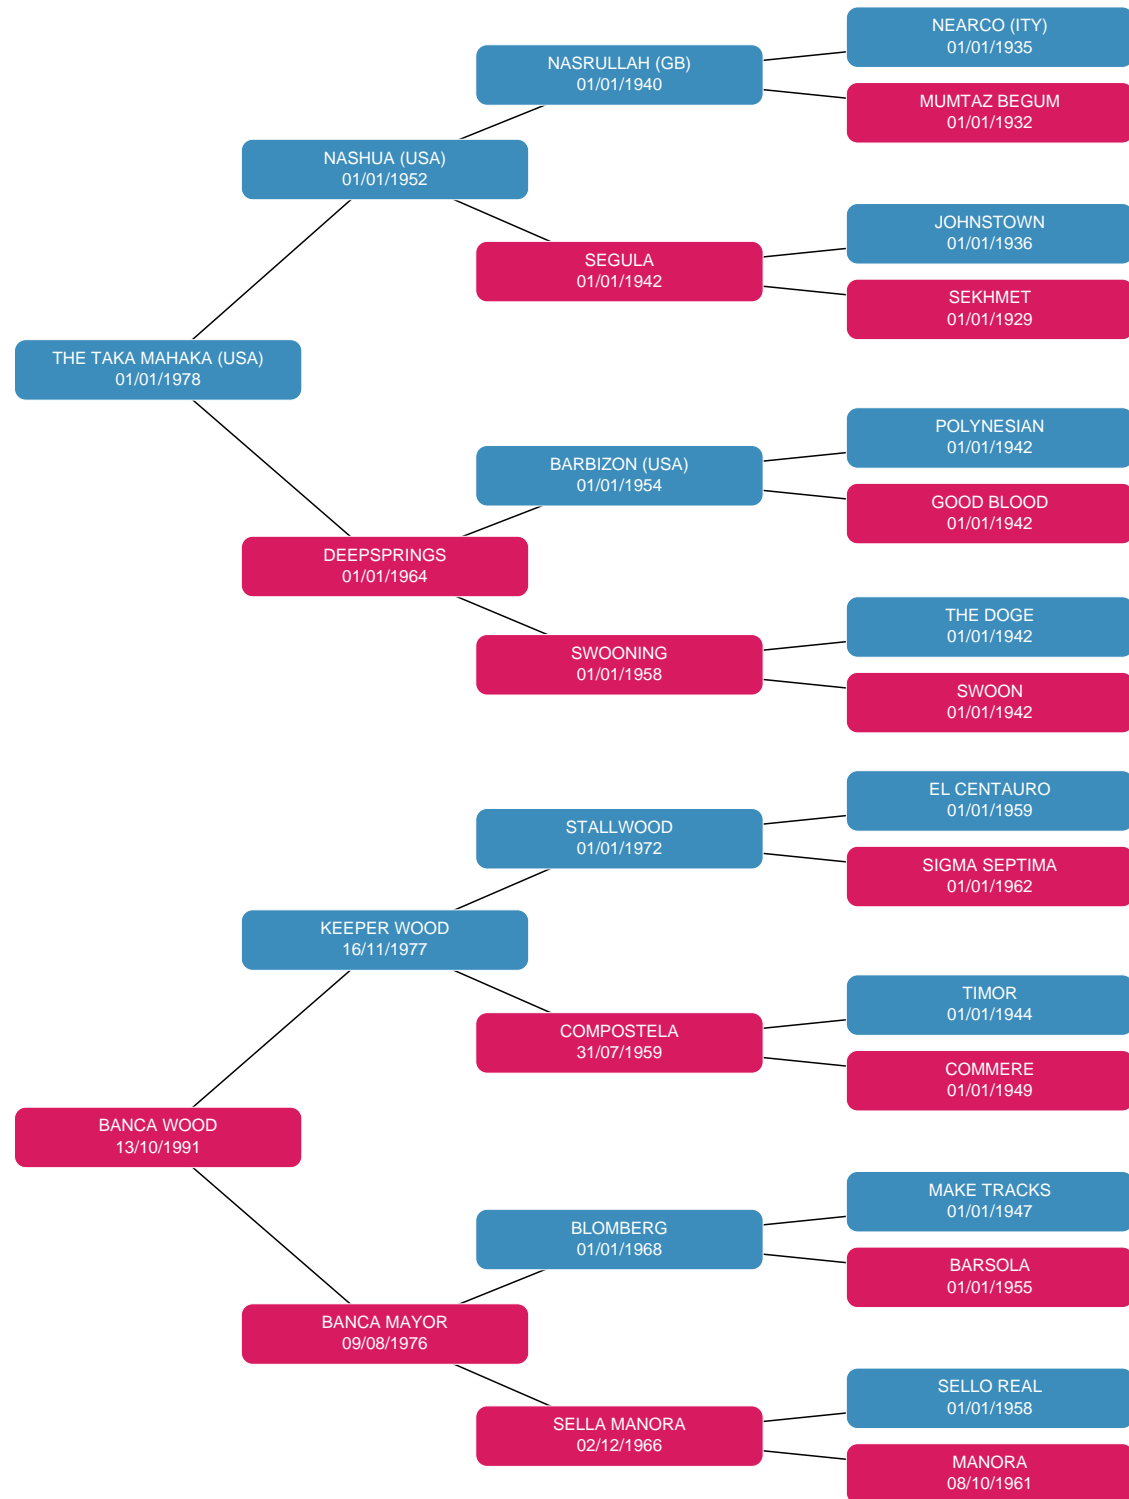 NEARCO (ITY)
01/01/1935
NASRULLAH (GB)
01/01/1940
MUMTAZ BEGUM
01/01/1932
NASHUA (USA)
01/01/1952
JOHNSTOWN
01/01/1936
SEGULA
01/01/1942
SEKHMET
01/01/1929
THE TAKA MAHAKA (USA)
01/01/1978
POLYNESIAN
01/01/1942
BARBIZON (USA)
01/01/1954
GOOD BLOOD
01/01/1942
DEEPSPRINGS
01/01/1964
THE DOGE
01/01/1942
SWOONING
01/01/1958
SWOON
01/01/1942
EL CENTAURO
01/01/1959
STALLWOOD
01/01/1972
SIGMA SEPTIMA
01/01/1962
KEEPER WOOD
16/11/1977
TIMOR
01/01/1944
COMPOSTELA
31/07/1959
COMMERE
01/01/1949
BANCA WOOD
13/10/1991
MAKE TRACKS
01/01/1947
BLOMBERG
01/01/1968
BARSOLA
01/01/1955
BANCA MAYOR
09/08/1976
SELLO REAL
01/01/1958
SELLA MANORA
02/12/1966
MANORA
08/10/1961